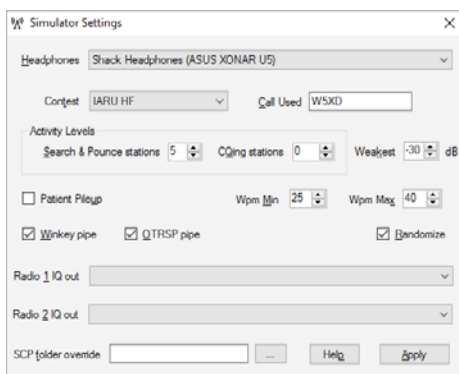 Simulator Settings
Headphones Shack Headphones (ASUS XONAR U5)
Contest IARU HF Call Used W5XD
Activity Levels
Search & Pounce stations 5 CQing stations 0 Weakest -30 dB
Patient Pileup Wpm Min 25 Wpm Max 40
Winkey pipe OTRSP pipe Randomize
Radio 1 IQ out
Radio 2 IQ out
SCP folder override ... Help Apply